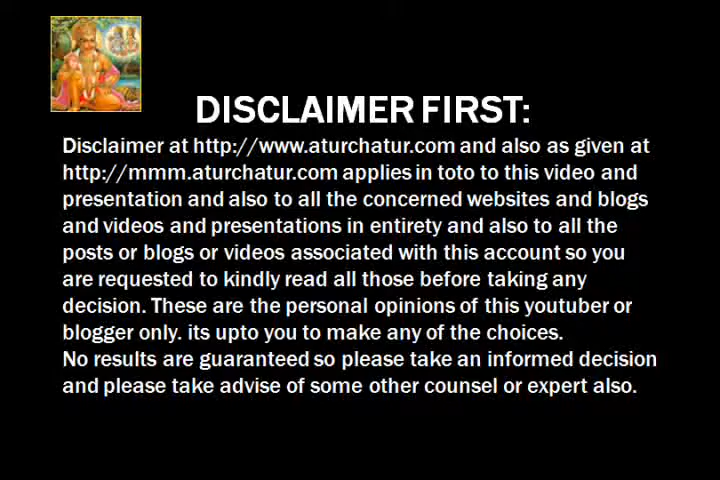 DISCLAIMER FIRST:
Disclaimer at http://www.aturchatur.com and also as given at
http://mmm.aturchatur.com applies in toto to this video and
presentation and also to all the concerned websites and blogs
and videos and presentations in entirety and also to all the
posts or blogs or videos associated with this account so you
are requested to kindly read all those before taking any
decision. These are the personal opinions of this youtuber or
blogger only. its upto you to make any of the choices.
No results are guaranteed so please take an informed decision
and please take advise of some other counsel or expert also.